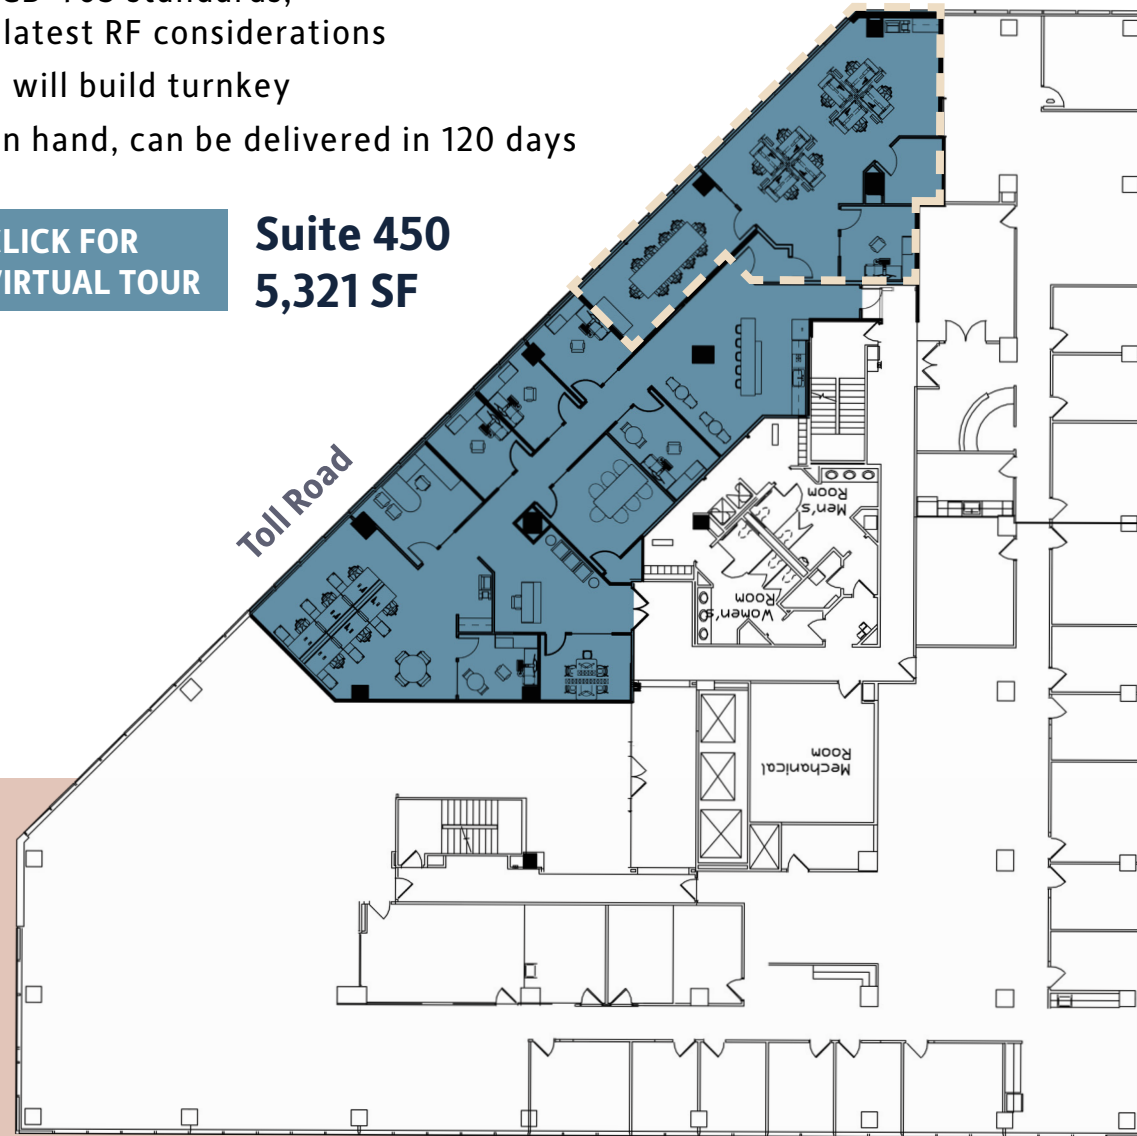 latest RF considerations
will build turnkey
n hand, can be delivered in 120 days
CLICK FOR
VIRTUAL TOUR
Suite 450
5,321 SF
Toll Road
Men's
Room
Women's
Room
Mechanical
Room